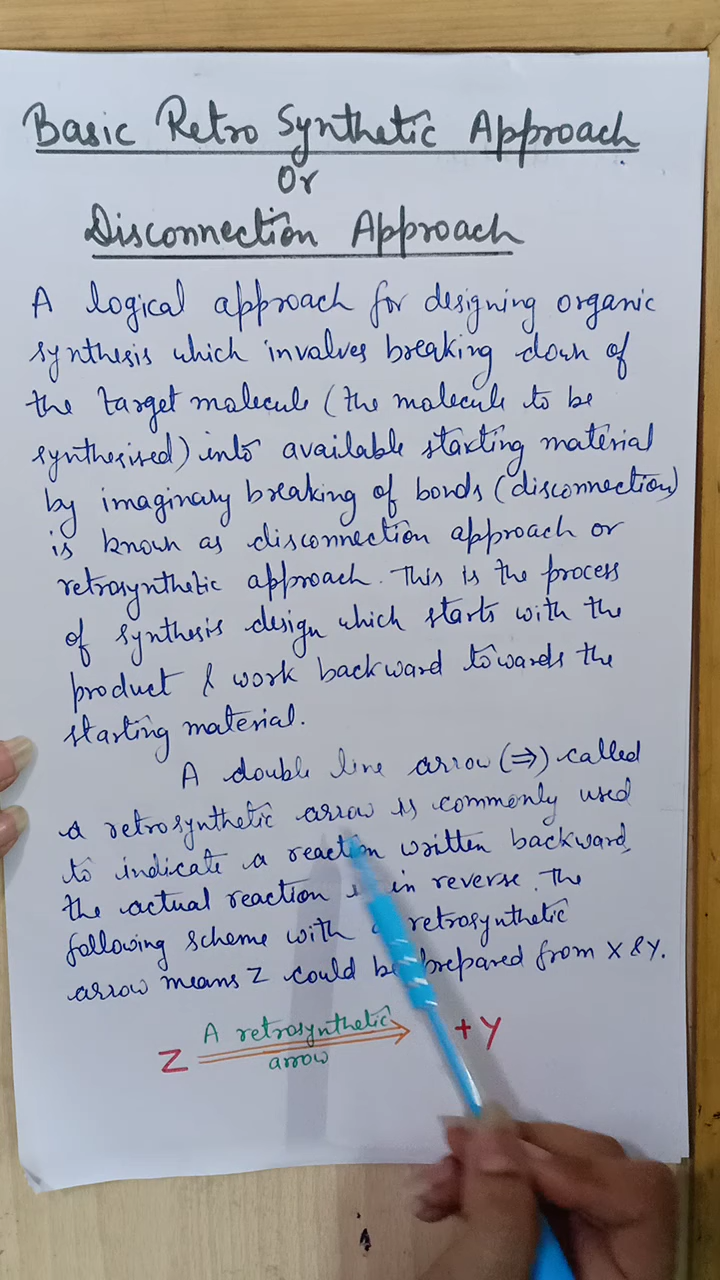 Basic Retro Synthetic Approach
Or
Disconnection Approach
A logical approach for designing organic
synthesis which involves breaking down of
the target molecule (the molecule to be
synthesised) into available starting material
by imaginary breaking of bonds (disconnection)
is known as disconnection approach or
retrosynthetic approach. This is the process
of synthesis design which starts with the
product & work backward towards the
starting material.
A double line arrow (⇒) called
a retrosynthetic arrow is commonly used
to indicate a reaction written backward,
the actual reaction in reverse. The
following scheme with retrosynthetic
arrow means Z could be prepared from X & Y.
A retrosynthetic
Z + Y
arrow